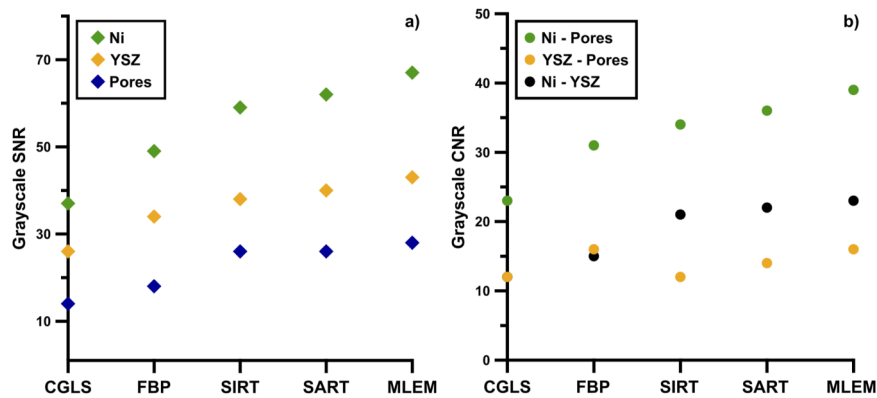 a)
Ni
YSZ
Pores
Grayscale SNR
70
50
30
10
CGLS FBP SIRT SART MLEM
b)
Ni - Pores
YSZ - Pores
Ni - YSZ
Grayscale CNR
50
40
30
20
10
0
CGLS FBP SIRT SART MLEM